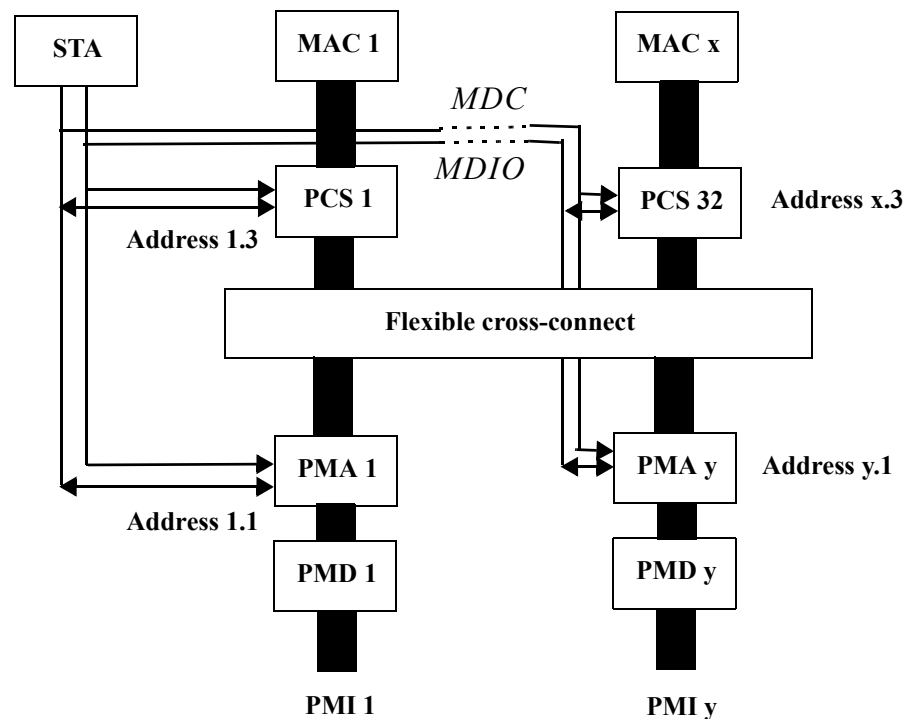 STA
MAC 1
MAC x
MDC
MDIO
PCS 1
PCS 32
Address x.3
Address 1.3
Flexible cross-connect
PMA 1
PMA y
Address y.1
Address 1.1
PMD 1
PMD y
PMI 1
PMI y